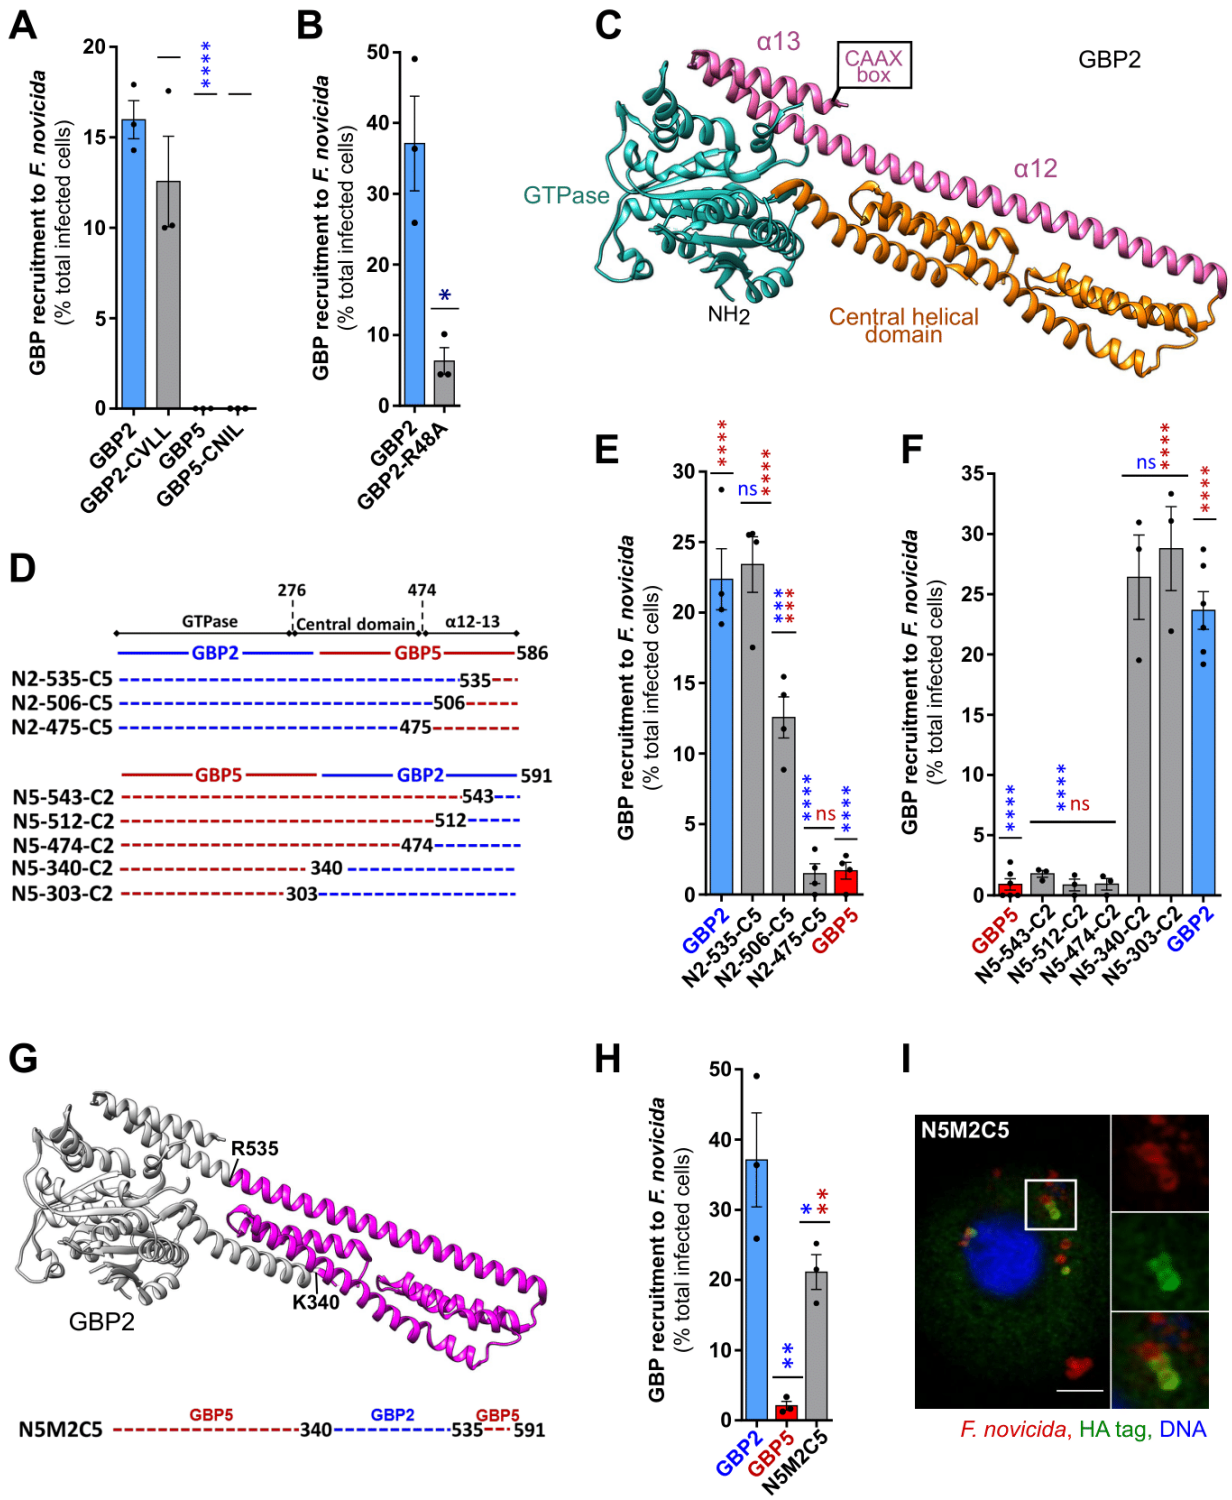 A
GBP recruitment to F. novicida
(% total infected cells)
20
15
10
5
0
****
GBP2
GBP2-CVLL
GBP5
GBP5-CNIL
B
GBP recruitment to F. novicida
(% total infected cells)
50
40
30
20
10
0
*
GBP2
GBP2-R48A
C
α13
CAAX
box
GBP2
α12
GTPase
NH2
Central helical
domain
D
276
474
GTPase
Central domain
α12-13
GBP2
GBP5
586
N2-535-C5
535
N2-506-C5
506
N2-475-C5
475
GBP5
GBP2
591
N5-543-C2
543
N5-512-C2
512
N5-474-C2
474
N5-340-C2
340
N5-303-C2
303
E
GBP recruitment to F. novicida
(% total infected cells)
30
25
20
15
10
5
0
****
ns ****
*** ***
**** ns
****
GBP2
N2-535-C5
N2-506-C5
N2-475-C5
GBP5
F
GBP recruitment to F. novicida
(% total infected cells)
35
30
25
20
15
10
5
0
****
**** ns
ns ****
****
GBP5
N5-543-C2
N5-512-C2
N5-474-C2
N5-340-C2
N5-303-C2
GBP2
G
R535
K340
GBP2
GBP5
GBP2
GBP5
N5M2C5
340
535
591
H
GBP recruitment to F. novicida
(% total infected cells)
50
40
30
20
10
0
**
* **
GBP2
GBP5
N5M2C5
I
N5M2C5
F. novicida, HA tag, DNA